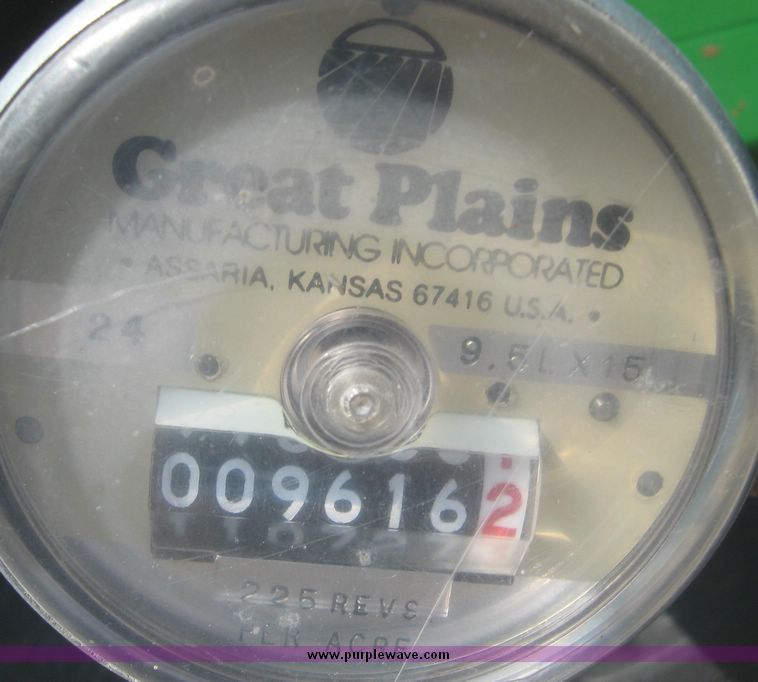 Great Plains
MANUFACTURING INCORPORATED
• ASSARIA, KANSAS 67416 U.S.A. •
24 9.5L X 15
0096162
225 REVS
PER ACRE
www.purplewave.com